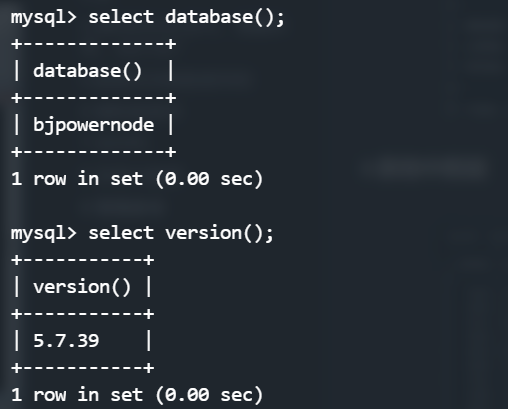 mysql> select database();
+-------------+
| database()  |
+-------------+
| bjpowernode |
+-------------+
1 row in set (0.00 sec)

mysql> select version();
+-----------+
| version() |
+-----------+
| 5.7.39    |
+-----------+
1 row in set (0.00 sec)